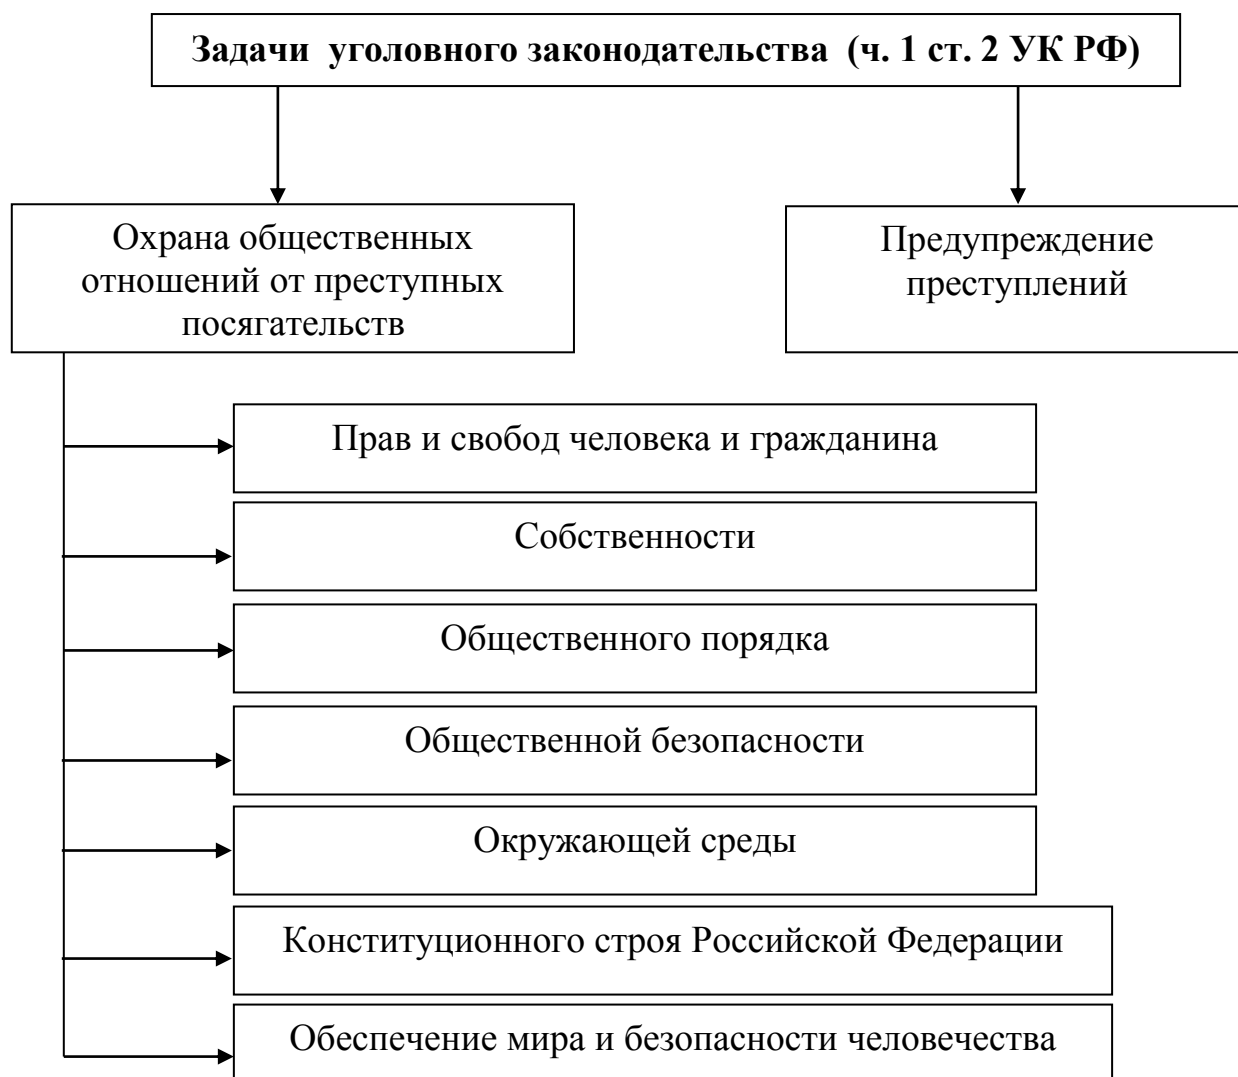 Задачи  уголовного законодательства  (ч. 1 ст. 2 УК РФ)
Охрана общественных
отношений от преступных
посягательств
Предупреждение
преступлений
Прав и свобод человека и гражданина
Собственности
Общественного порядка
Общественной безопасности
Окружающей среды
Конституционного строя Российской Федерации
Обеспечение мира и безопасности человечества